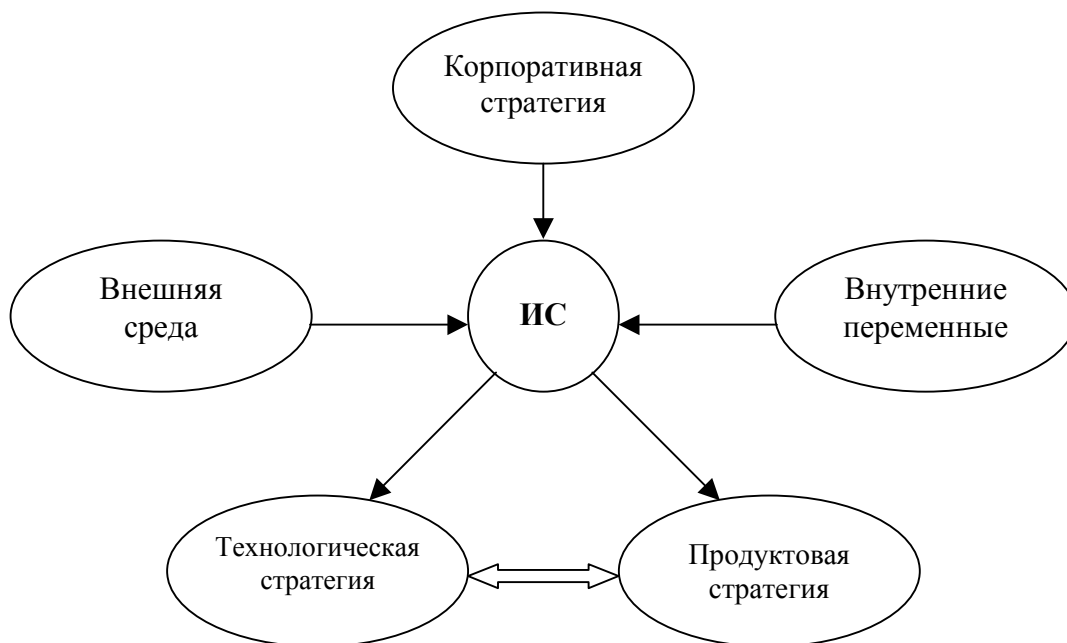 Корпоративная
стратегия
Внешняя
среда
ИС
Внутренние
переменные
Технологическая
стратегия
Продуктовая
стратегия